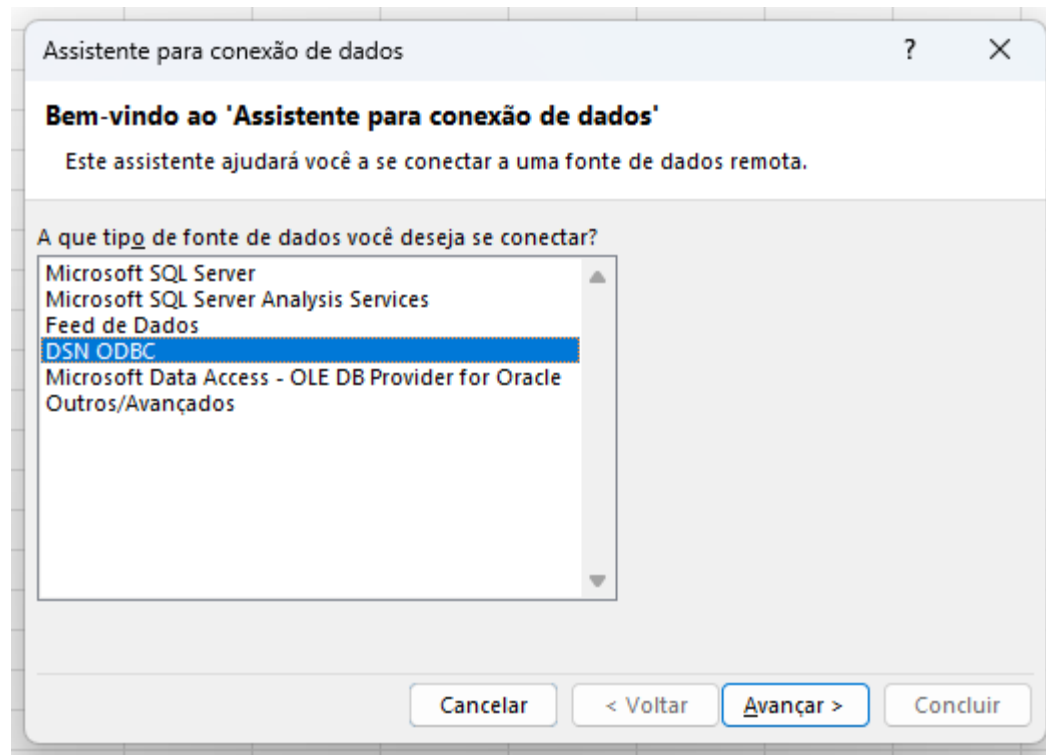 Assistente para conexão de dados
?
Bem-vindo ao 'Assistente para conexão de dados'
Este assistente ajudará você a se conectar a uma fonte de dados remota.
A que tipo de fonte de dados você deseja se conectar?
Microsoft SQL Server
Microsoft SQL Server Analysis Services
Feed de Dados
DSN ODBC
Microsoft Data Access - OLE DB Provider for Oracle
Outros/Avançados
Cancelar
< Voltar
Avançar >
Concluir